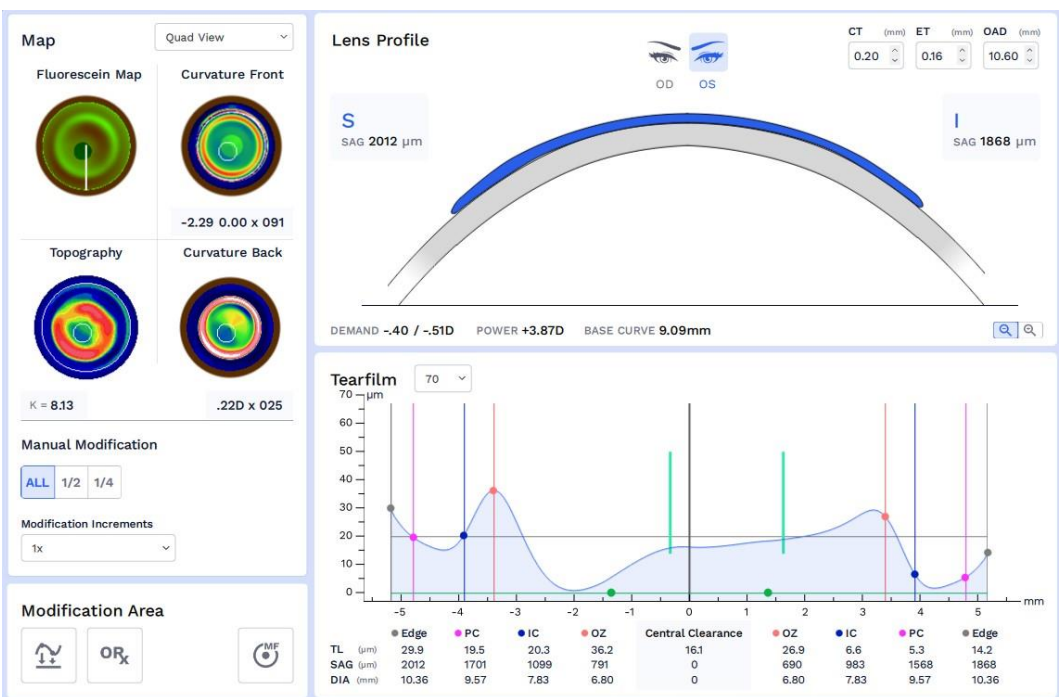 Map
Quad View
Fluorescein Map
Curvature Front
-2.29 0.00 x 091
Topography
Curvature Back
K = 8.13
.22D x 025
Manual Modification
ALL 1/2 1/4
Modification Increments
1x
Modification Area
ORx
MF
Lens Profile
OD OS
CT (mm) ET (mm) OAD (mm)
0.20 0.16 10.60
S
SAG 2012 µm
I
SAG 1868 µm
DEMAND -.40 / -.51D POWER +3.87D BASE CURVE 9.09mm
Tearfilm 70
70 µm
60
50
40
30
20
10
0
-5 -4 -3 -2 -1 0 1 2 3 4 5 mm
Edge PC IC OZ Central Clearance OZ IC PC Edge
TL (µm) 29.9 19.5 20.3 36.2 16.1 26.9 6.6 5.3 14.2
SAG (µm) 2012 1701 1099 791 0 690 983 1568 1868
DIA (mm) 10.36 9.57 7.83 6.80 0 6.80 7.83 9.57 10.36